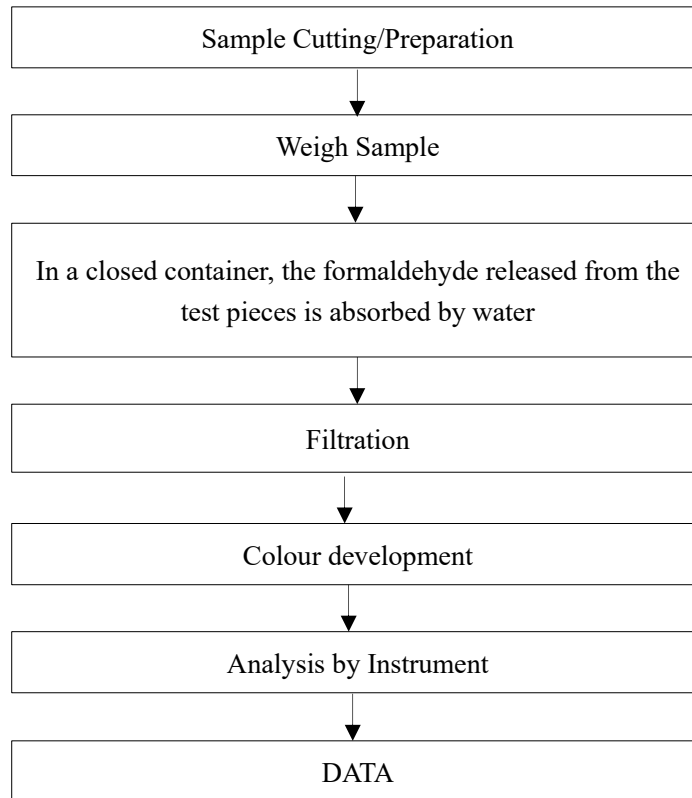 Sample Cutting/Preparation
Weigh Sample
In a closed container, the formaldehyde released from the
test pieces is absorbed by water
Filtration
Colour development
Analysis by Instrument
DATA